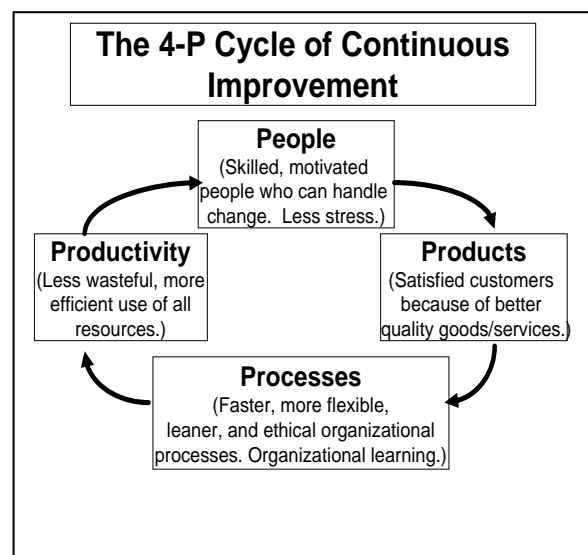 The 4-P Cycle of Continuous
Improvement
People
(Skilled, motivated
people who can handle
change. Less stress.)
Productivity
(Less wasteful, more
efficient use of all
resources.)
Products
(Satisfied customers
because of better
quality goods/services.)
Processes
(Faster, more flexible,
leaner, and ethical organizational
processes. Organizational learning.)